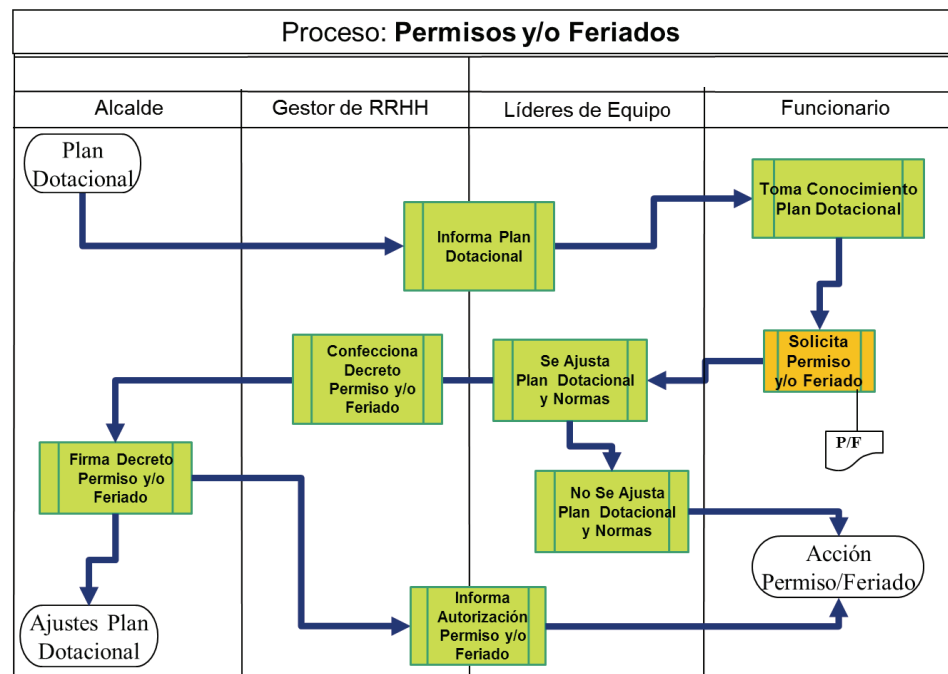 Proceso: Permisos y/o Feriados
Alcalde
Gestor de RRHH
Líderes de Equipo
Funcionario
Plan
Dotacional
Informa Plan
Dotacional
Toma Conocimiento
Plan Dotacional
Solicita
Permiso
y/o Feriado
P/F
Se Ajusta
Plan Dotacional
y Normas
Confecciona
Decreto
Permiso y/o
Feriado
Firma Decreto
Permiso y/o
Feriado
No Se Ajusta
Plan Dotacional
y Normas
Informa
Autorización
Permiso y/o
Feriado
Acción
Permiso/Feriado
Ajustes Plan
Dotacional